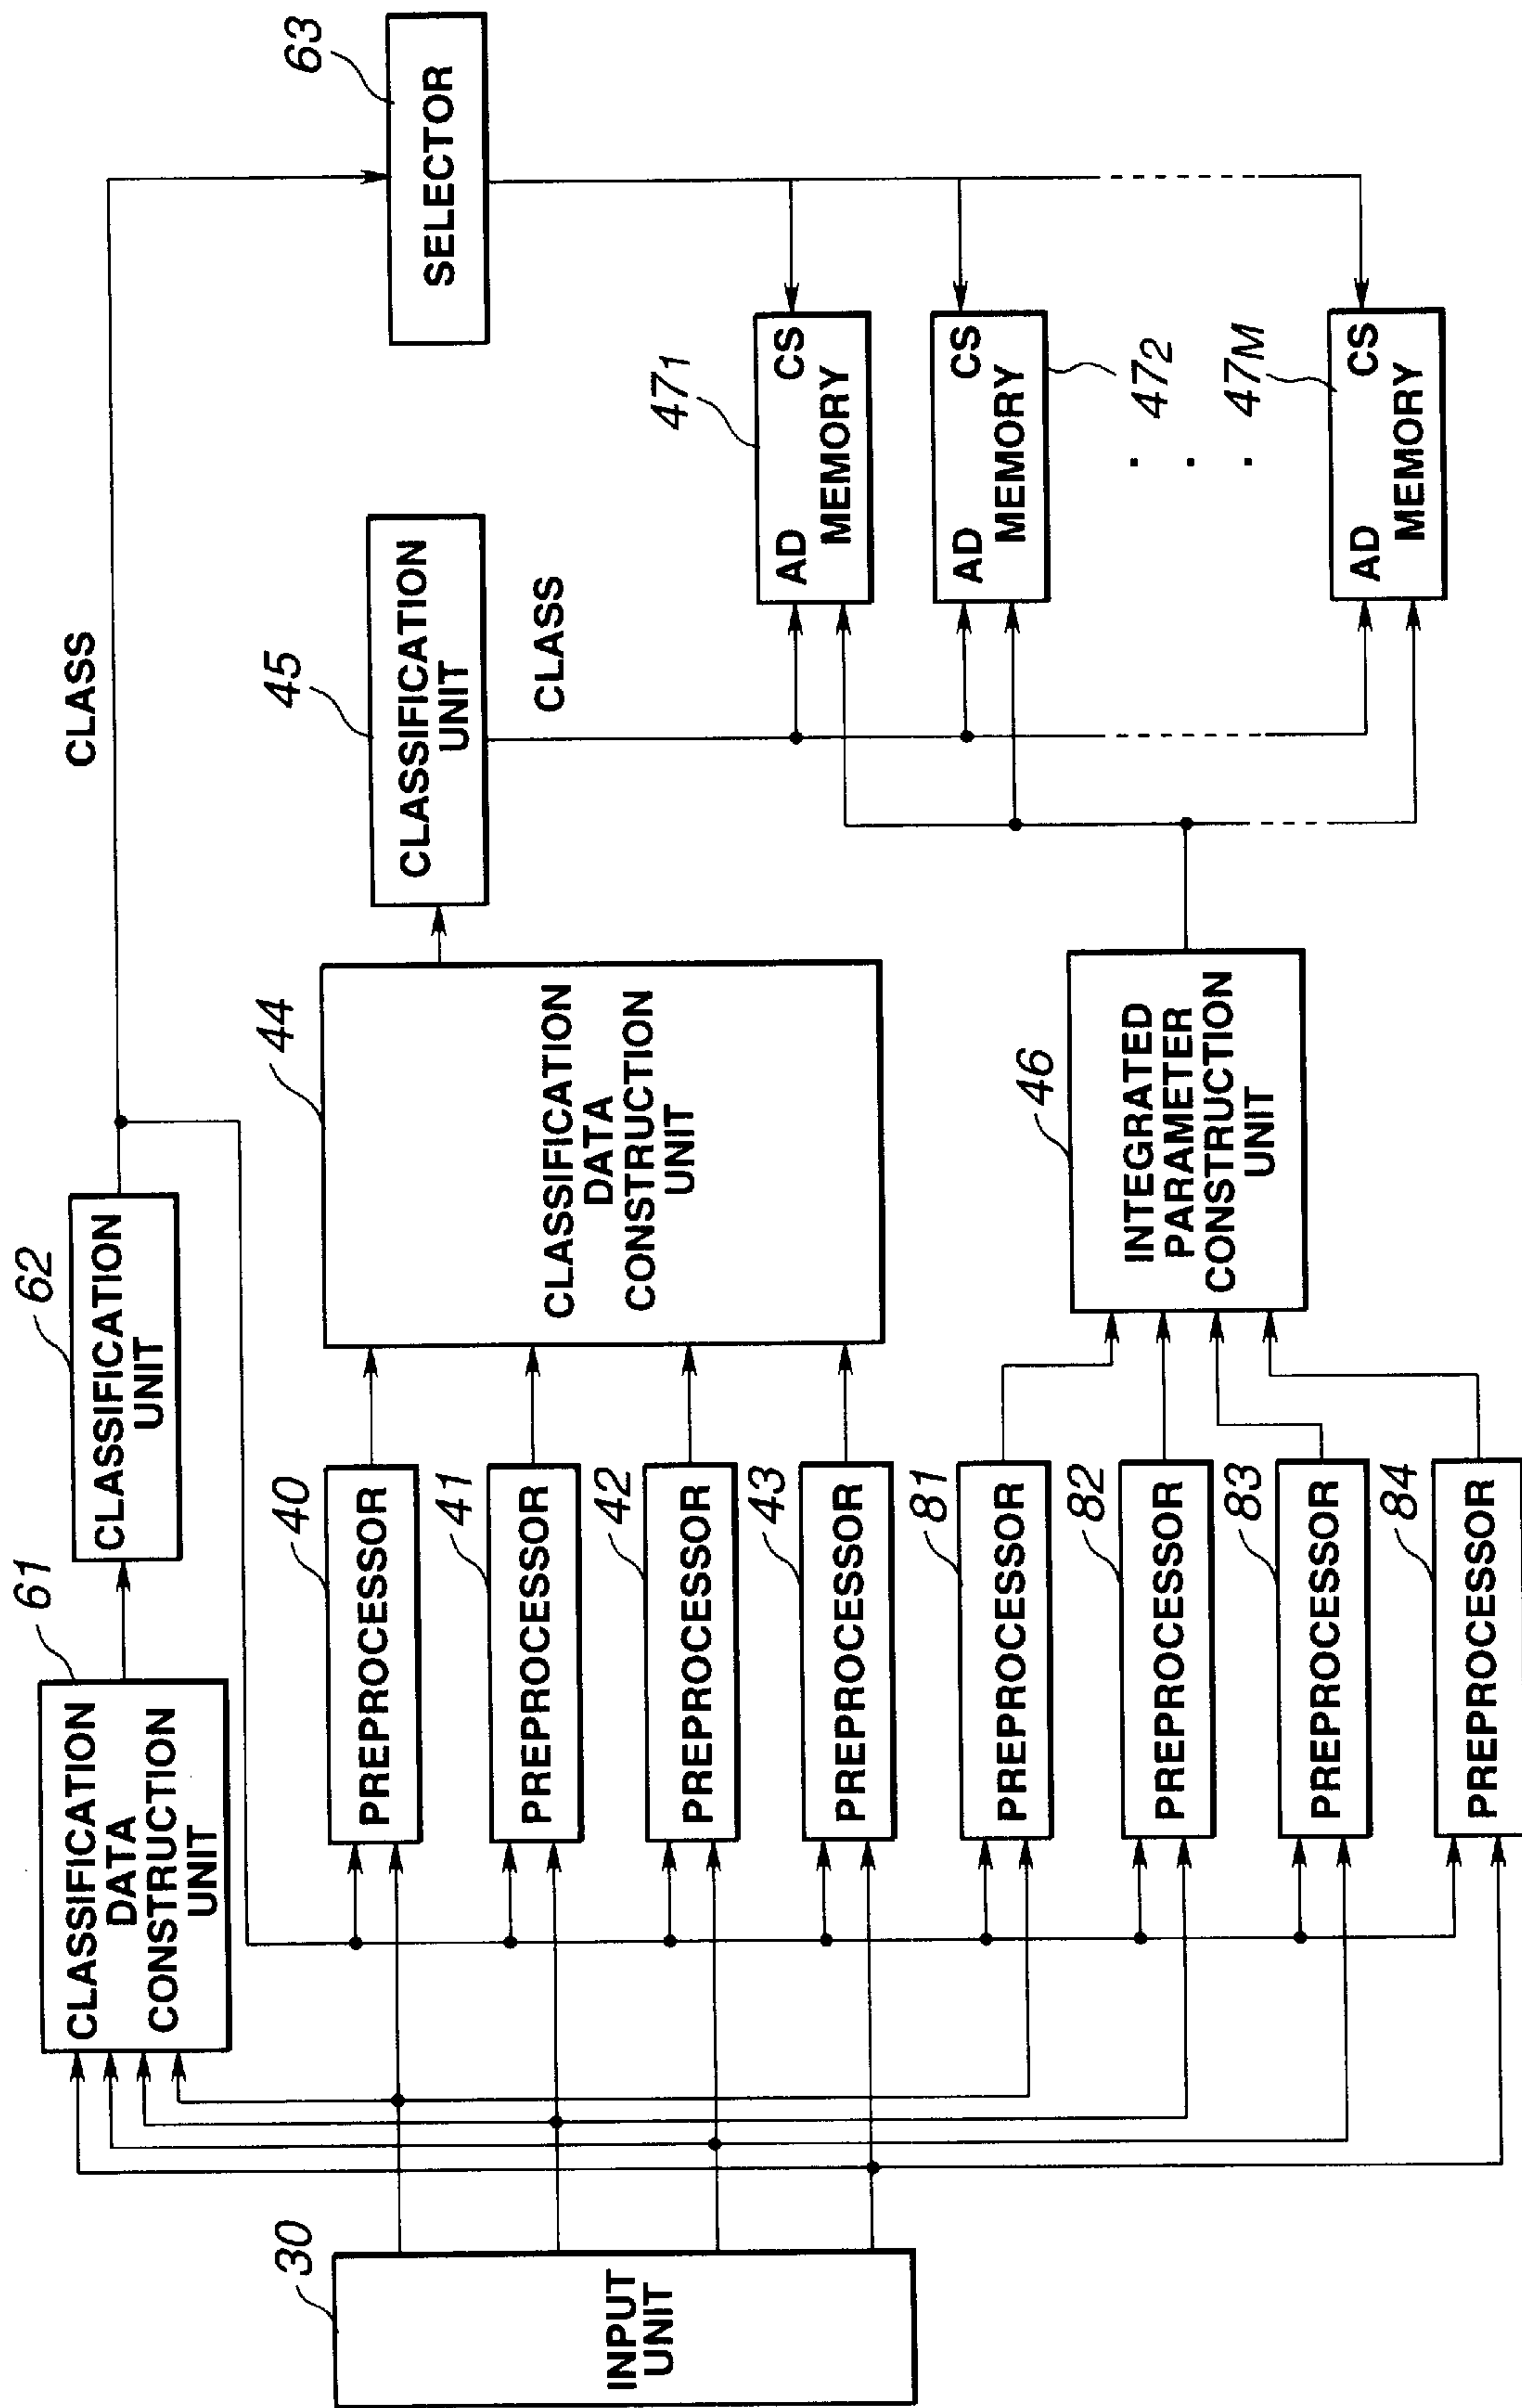 30
INPUT
UNIT
61
CLASSIFICATION
DATA
CONSTRUCTION
UNIT
62
CLASSIFICATION
UNIT
CLASS
63
SELECTOR
40
PREPROCESSOR
41
PREPROCESSOR
42
PREPROCESSOR
43
PREPROCESSOR
81
PREPROCESSOR
82
PREPROCESSOR
83
PREPROCESSOR
84
PREPROCESSOR
44
CLASSIFICATION
DATA
CONSTRUCTION
UNIT
45
CLASSIFICATION
UNIT
CLASS
46
INTEGRATED
PARAMETER
CONSTRUCTION
UNIT
471
AD CS
MEMORY
472
AD CS
MEMORY
. . .
47M
AD CS
MEMORY